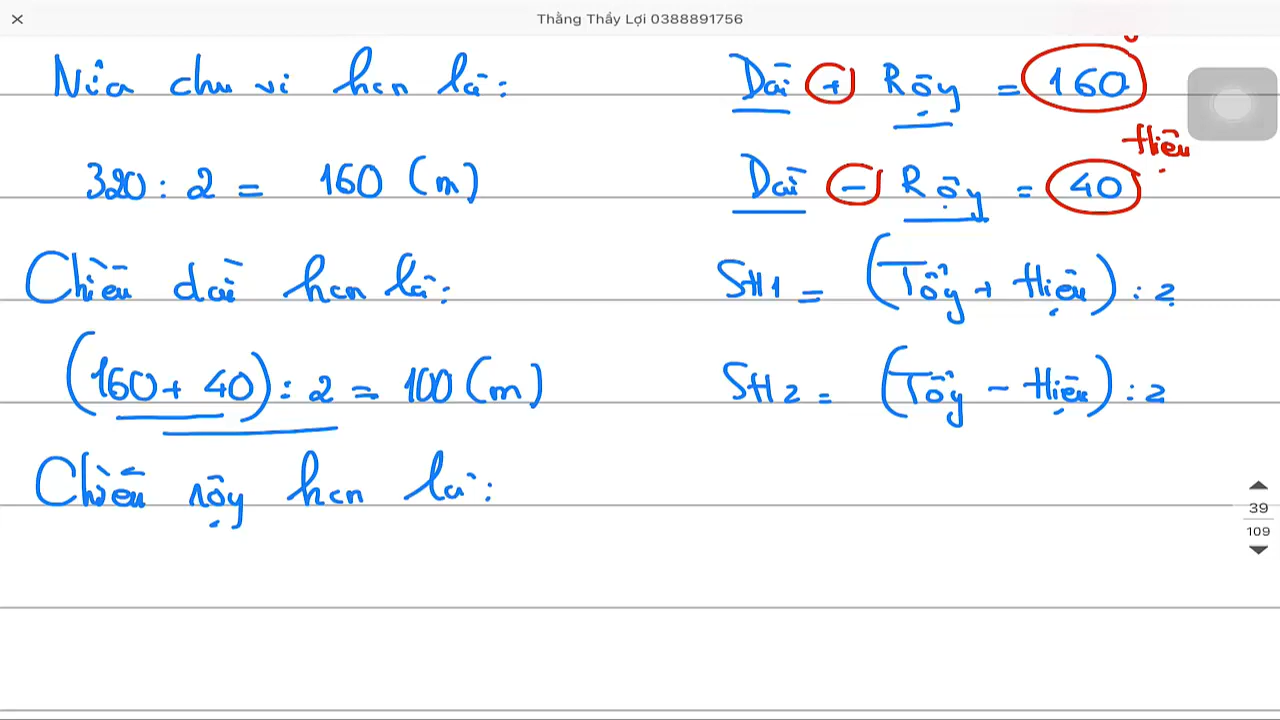 Thằng Thầy Lợi 0388891756
Nửa chu vi hcn là:
320 : 2 = 160 (m)
Chiều dài hcn là:
(160 + 40) : 2 = 100 (m)
Chiều rộng hcn là:
Dài + Rộng = 160
Hiệu
Dài - Rộng = 40
SH1 = (Tổng + Hiệu) : 2
SH2 = (Tổng - Hiệu) : 2
39
109